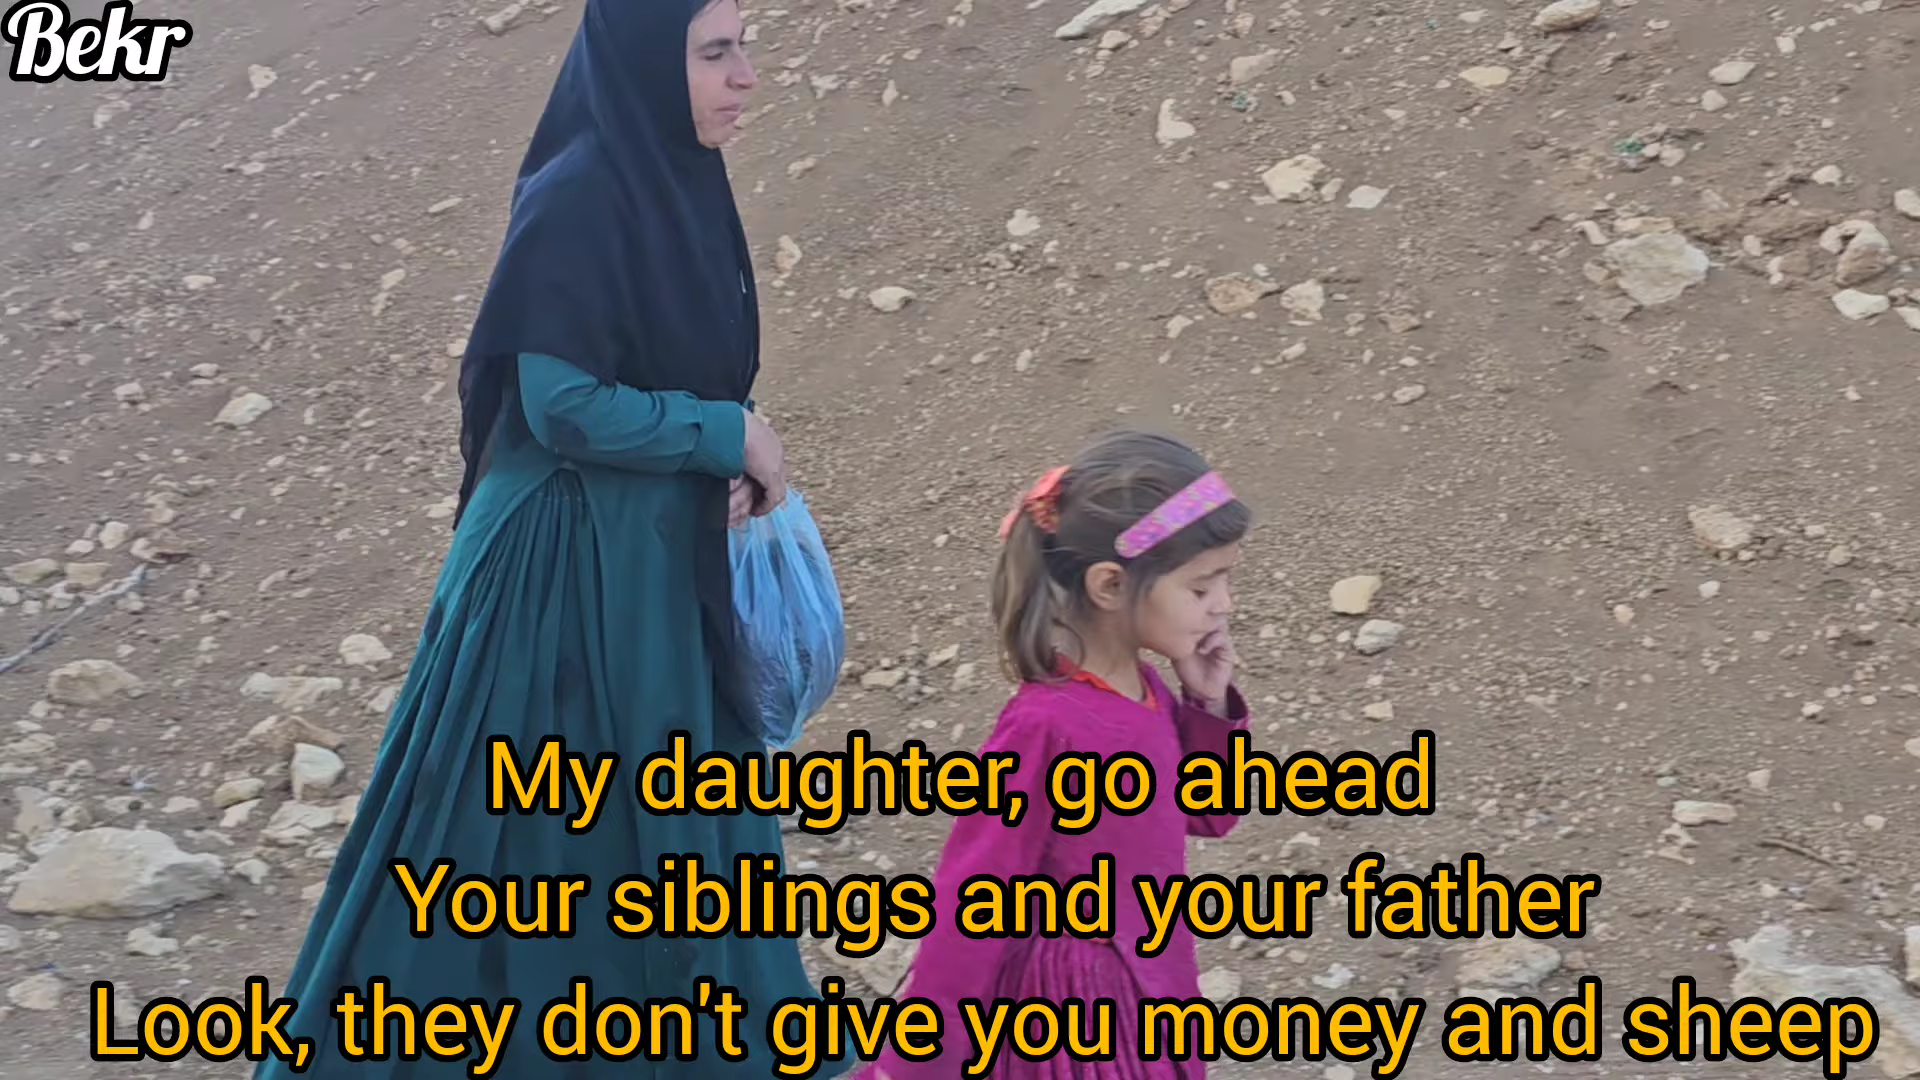 Bekr
My daughter, go ahead
Your siblings and your father
Look, they don't give you money and sheep